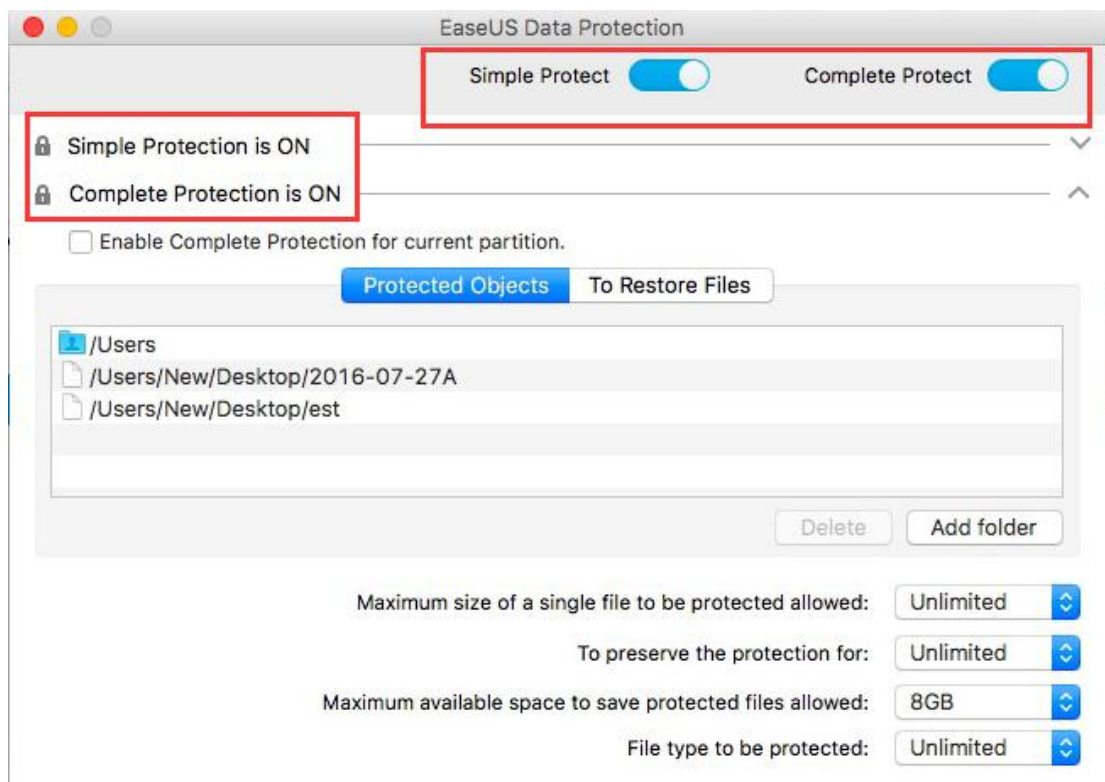 EaseUS Data Protection
Simple Protect Complete Protect
Simple Protection is ON
Complete Protection is ON
Enable Complete Protection for current partition.
Protected Objects To Restore Files
/Users
/Users/New/Desktop/2016-07-27A
/Users/New/Desktop/est
Delete Add folder
Maximum size of a single file to be protected allowed: Unlimited
To preserve the protection for: Unlimited
Maximum available space to save protected files allowed: 8GB
File type to be protected: Unlimited